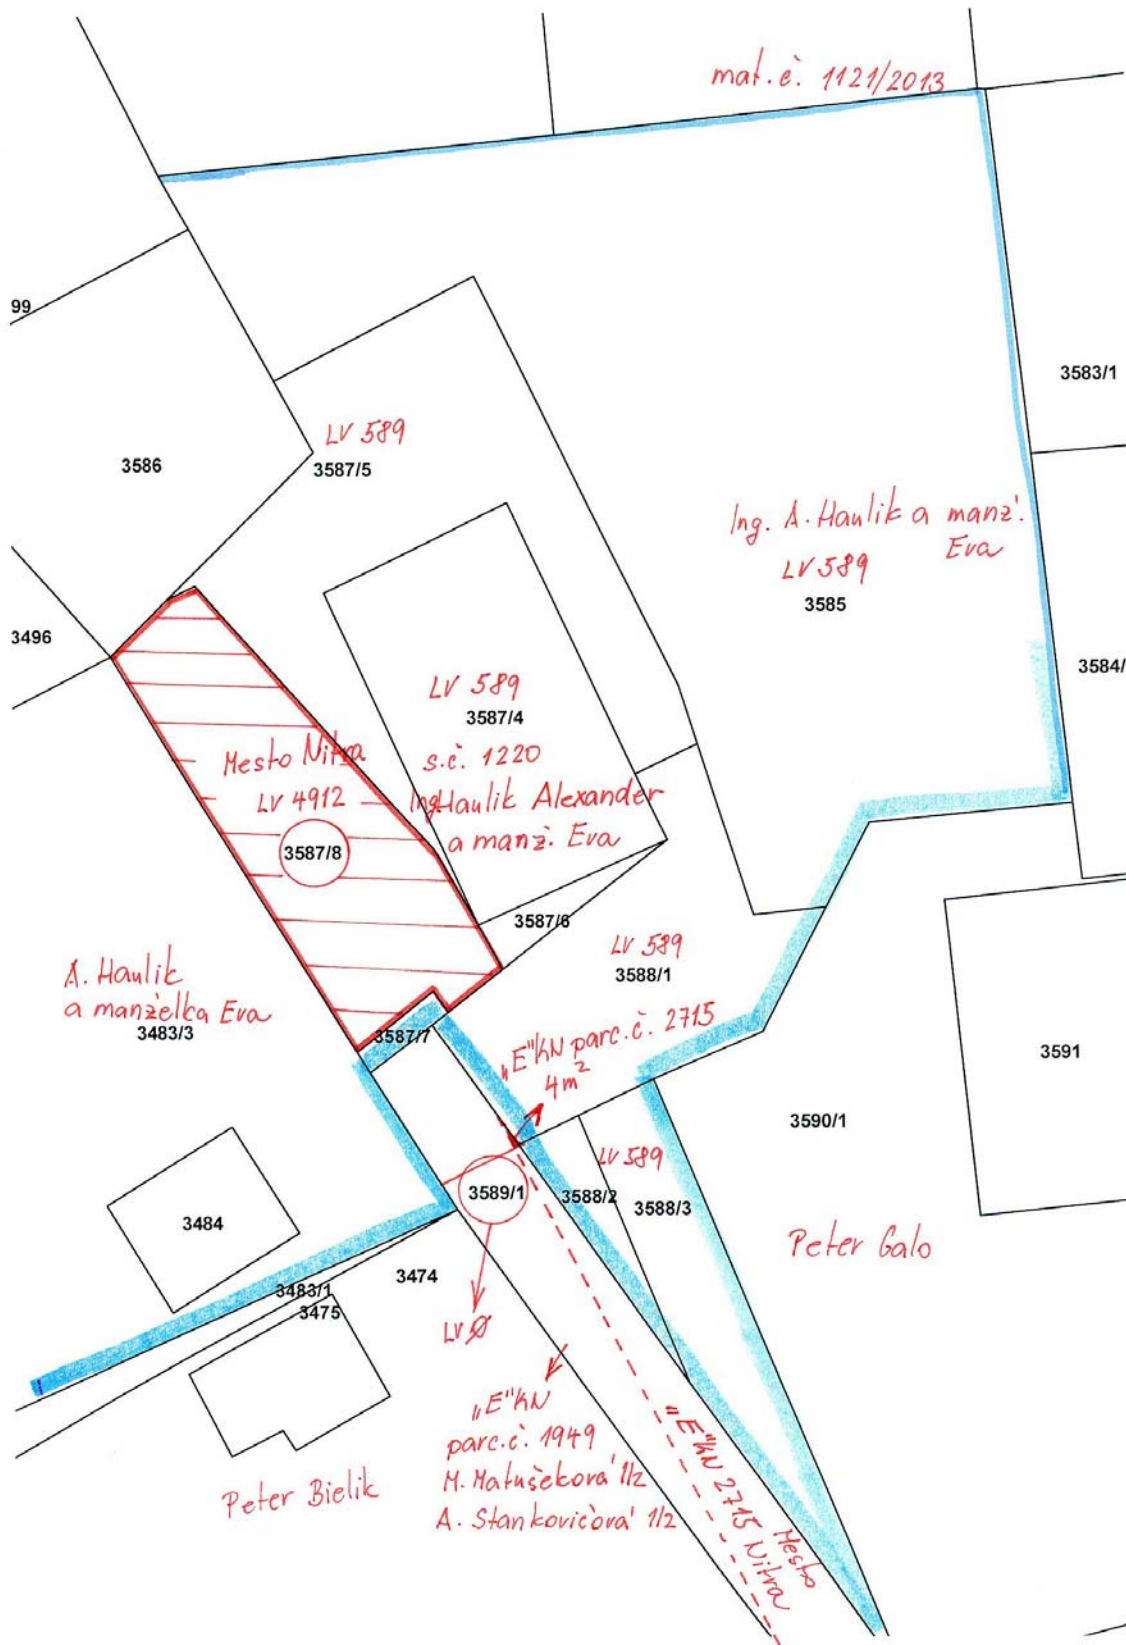 mat. č. 1121/2013
99
3583/1
LV 589
3587/5
3586
Ing. A. Haulik a manž.
Eva
LV 589
3585
3496
3584/
LV 589
3587/4
s.č. 1220
Ing. Haulik Alexander
a manž. Eva
Mesto Nitra
LV 4912
3587/8
3587/6
LV 589
3588/1
A. Haulik
a manželka Eva
3483/3
3587/7
„E"KN parc.č. 2715
4m²
3591
3590/1
LV 589
3589/1
3588/2
3588/3
3484
Peter Galo
3474
3483/1
3475
LV Ø
„E"KN
parc.č. 1949
M. Matušeková 1/2
A. Stankovičová 1/2
„E"KN 2715 Mesto
Nitra
Peter Bielik